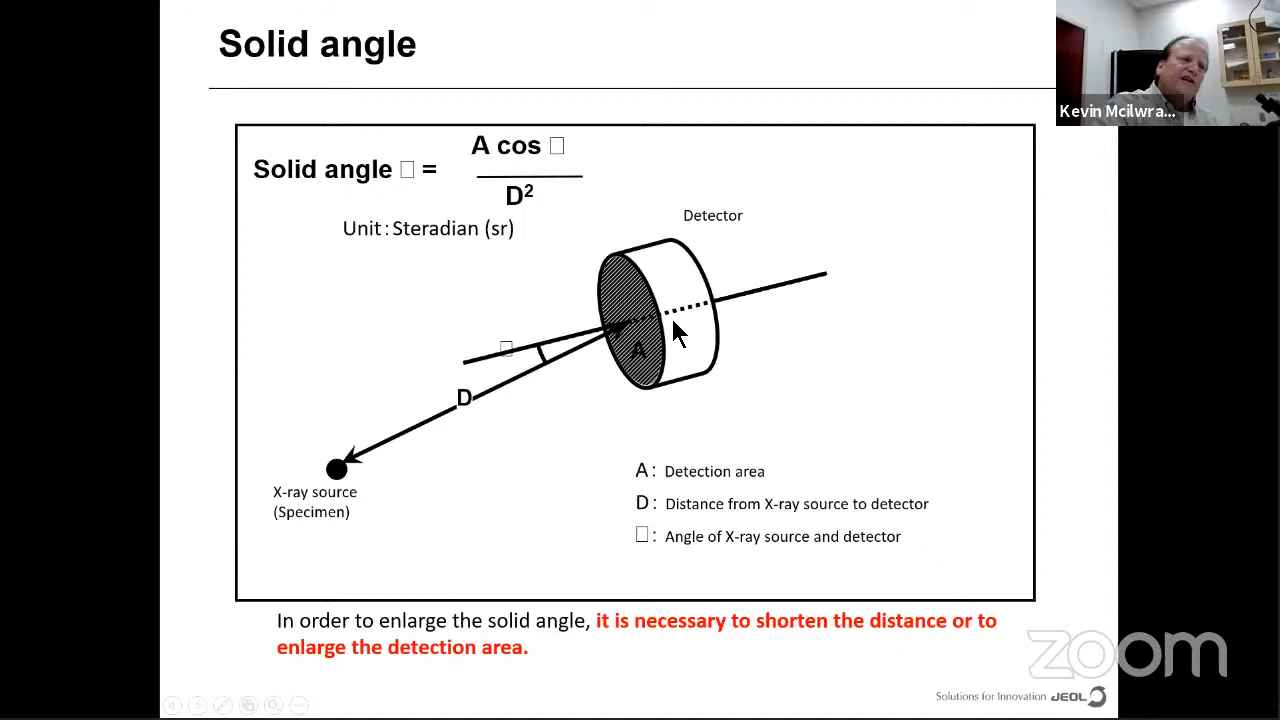 Solid angle
Kevin Mcilwra...
A cos □
Solid angle □ =
D²
Unit：Steradian (sr)
Detector
□
A
D
X-ray source
(Specimen)
A： Detection area
D： Distance from X-ray source to detector
□： Angle of X-ray source and detector
In order to enlarge the solid angle, it is necessary to shorten the distance or to
enlarge the detection area.
zoom
Solutions for Innovation JEOL